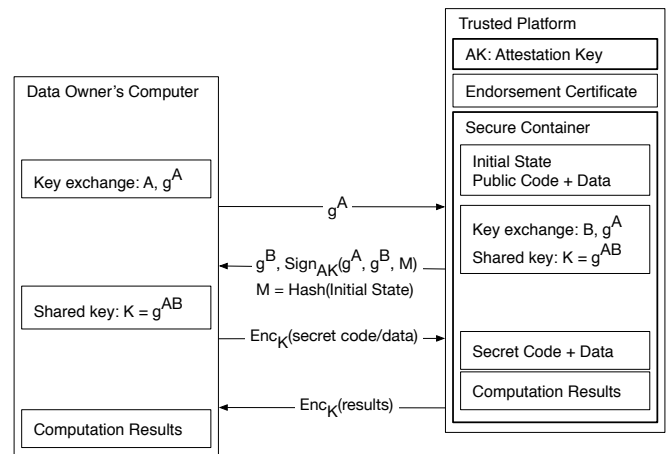 Trusted Platform
AK: Attestation Key
Endorsement Certificate
Data Owner's Computer
Secure Container
Initial State
Public Code + Data
Key exchange: A, g^A
g^A
Key exchange: B, g^A
Shared key: K = g^AB
g^B, Sign_AK(g^A, g^B, M)
M = Hash(Initial State)
Shared key: K = g^AB
Enc_K(secret code/data)
Secret Code + Data
Computation Results
Enc_K(results)
Computation Results